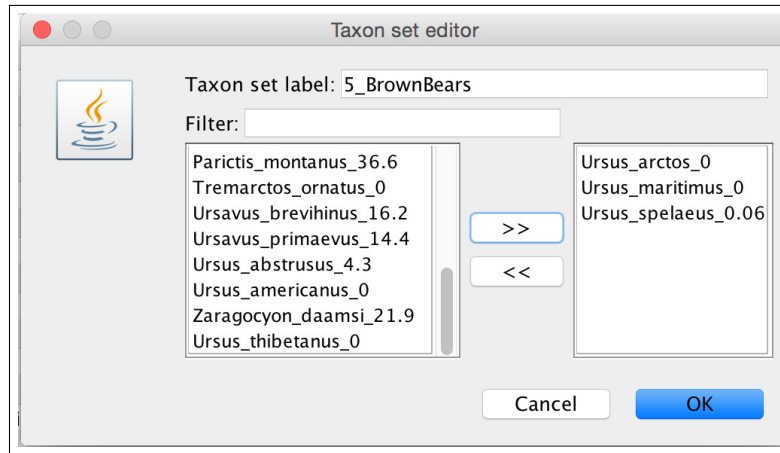 Taxon set editor
Taxon set label: 5_BrownBears
Filter:
Parictis_montanus_36.6
Tremarctos_ornatus_0
Ursavus_brevihinus_16.2
Ursavus_primaevus_14.4
Ursus_abstrusus_4.3
Ursus_americanus_0
Zaragocyon_daamsi_21.9
Ursus_thibetanus_0
>>
<<
Ursus_arctos_0
Ursus_maritimus_0
Ursus_spelaeus_0.06
Cancel
OK